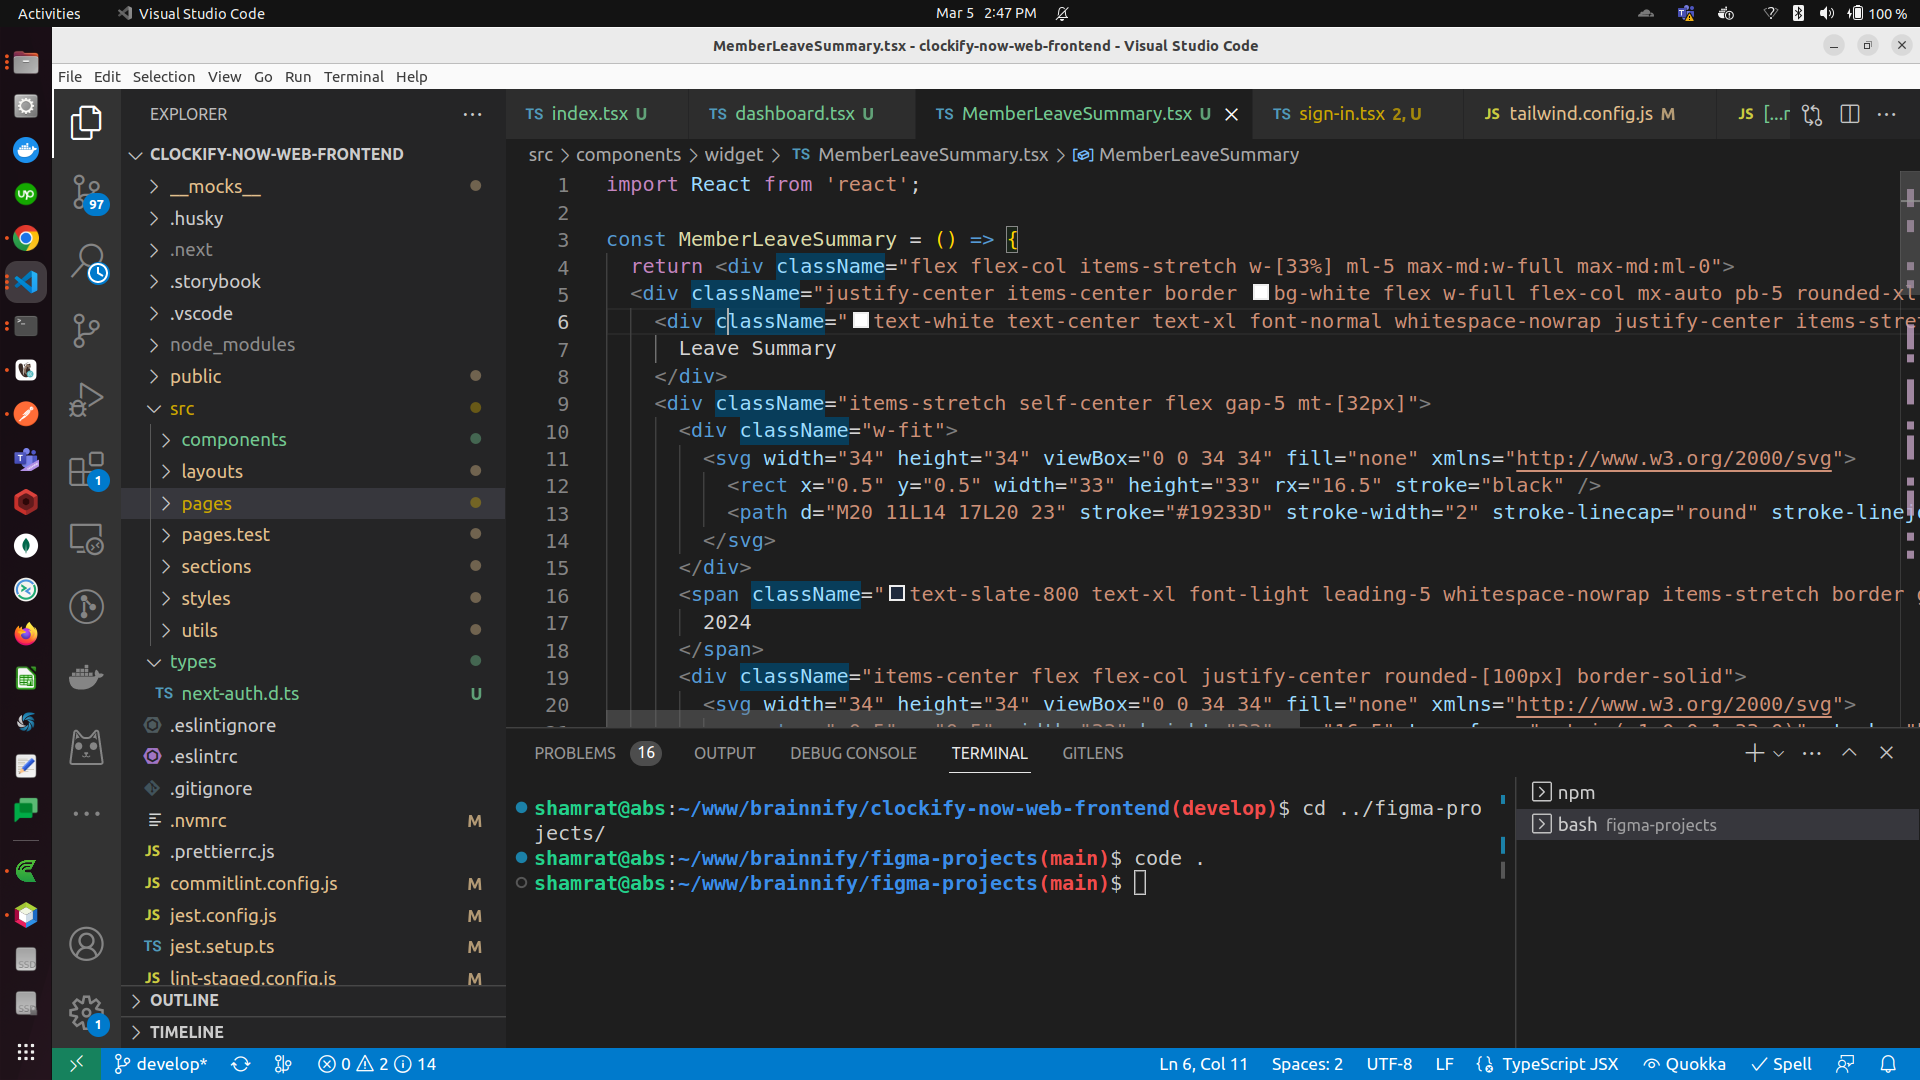 Activities
Visual Studio Code
Mar 5 2:47 PM
100 %
MemberLeaveSummary.tsx - clockify-now-web-frontend - Visual Studio Code
File Edit Selection View Go Run Terminal Help
EXPLORER
index.tsx U
dashboard.tsx U
MemberLeaveSummary.tsx U
sign-in.tsx 2, U
tailwind.config.js M
src > components > widget > TS MemberLeaveSummary.tsx > MemberLeaveSummary
CLOCKIFY-NOW-WEB-FRONTEND
__mocks__
.husky
.next
.storybook
.vscode
node_modules
public
src
components
layouts
pages
pages.test
sections
styles
utils
types
TS next-auth.d.ts U
.eslintignore
.eslintrc
.gitignore
.nvmrc M
JS .prettierrc.js
JS commitlint.config.js M
JS jest.config.js M
TS jest.setup.ts M
JS lint-staged.config.js M
OUTLINE
TIMELINE
97
1
1
1 import React from 'react';
2
3 const MemberLeaveSummary = () => {
4 return <div className="flex flex-col items-stretch w-[33%] ml-5 max-md:w-full max-md:ml-0">
5 <div className="justify-center items-center border bg-white flex w-full flex-col mx-auto pb-5 rounded-xl
6 <div className="text-white text-center text-xl font-normal whitespace-nowrap justify-center items-stre
7 Leave Summary
8 </div>
9 <div className="items-stretch self-center flex gap-5 mt-[32px]">
10 <div className="w-fit">
11 <svg width="34" height="34" viewBox="0 0 34 34" fill="none" xmlns="http://www.w3.org/2000/svg">
12 <rect x="0.5" y="0.5" width="33" height="33" rx="16.5" stroke="black" />
13 <path d="M20 11L14 17L20 23" stroke="#19233D" stroke-width="2" stroke-linecap="round" stroke-linejo
14 </svg>
15 </div>
16 <span className="text-slate-800 text-xl font-light leading-5 whitespace-nowrap items-stretch border g
17 2024
18 </span>
19 <div className="items-center flex flex-col justify-center rounded-[100px] border-solid">
20 <svg width="34" height="34" viewBox="0 0 34 34" fill="none" xmlns="http://www.w3.org/2000/svg">
PROBLEMS 16 OUTPUT DEBUG CONSOLE TERMINAL GITLENS
shamrat@abs:~/www/brainnify/clockify-now-web-frontend(develop)$ cd ../figma-pro
jects/
shamrat@abs:~/www/brainnify/figma-projects(main)$ code .
shamrat@abs:~/www/brainnify/figma-projects(main)$
npm
bash figma-projects
develop*
0 2 14
Ln 6, Col 11 Spaces: 2 UTF-8 LF {} TypeScript JSX Quokka Spell